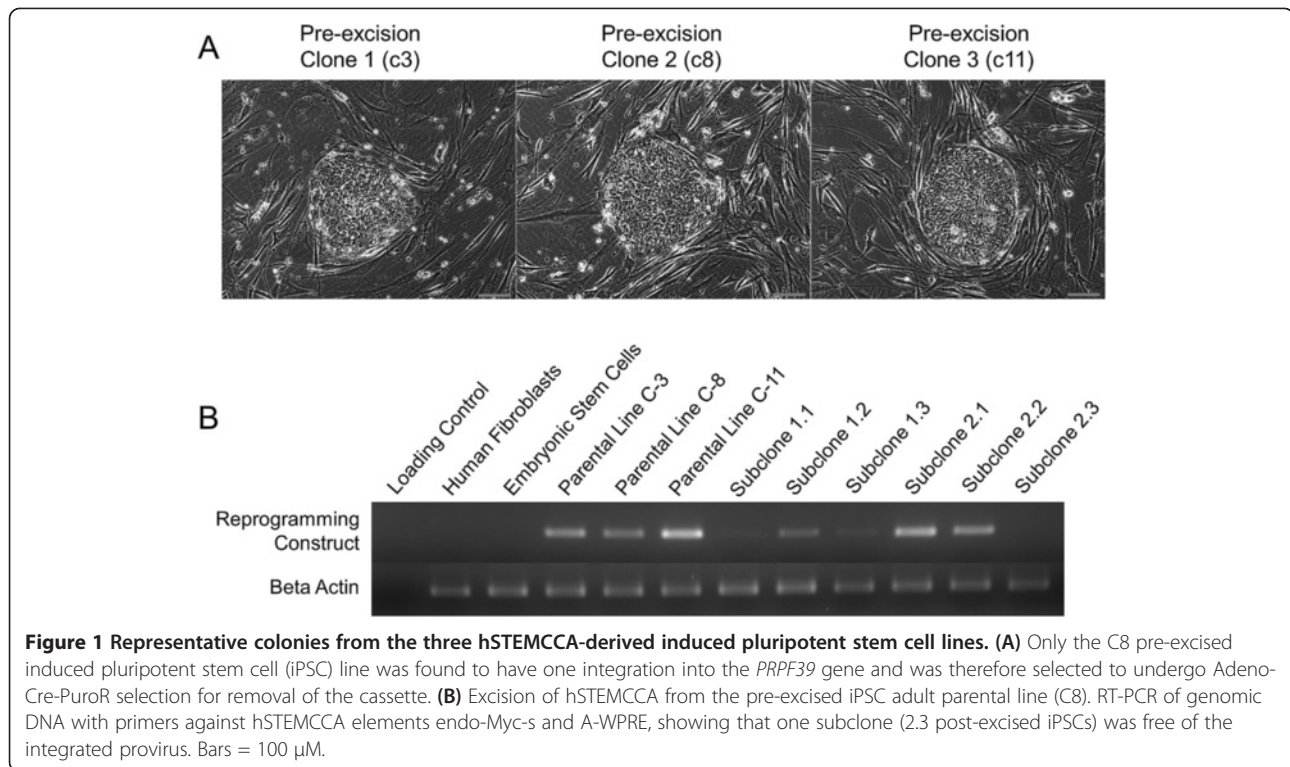 A
Pre-excision
Clone 1 (c3)
Pre-excision
Clone 2 (c8)
Pre-excision
Clone 3 (c11)
B
Loading Control
Human Fibroblasts
Embryonic Stem Cells
Parental Line C-3
Parental Line C-8
Parental Line C-11
Subclone 1.1
Subclone 1.2
Subclone 1.3
Subclone 2.1
Subclone 2.2
Subclone 2.3
Reprogramming
Construct
Beta Actin
Figure 1 Representative colonies from the three hSTEMCCA-derived induced pluripotent stem cell lines. (A) Only the C8 pre-excised
induced pluripotent stem cell (iPSC) line was found to have one integration into the PRPF39 gene and was therefore selected to undergo Adeno-
Cre-PuroR selection for removal of the cassette. (B) Excision of hSTEMCCA from the pre-excised iPSC adult parental line (C8). RT-PCR of genomic
DNA with primers against hSTEMCCA elements endo-Myc-s and A-WPRE, showing that one subclone (2.3 post-excised iPSCs) was free of the
integrated provirus. Bars = 100 μM.